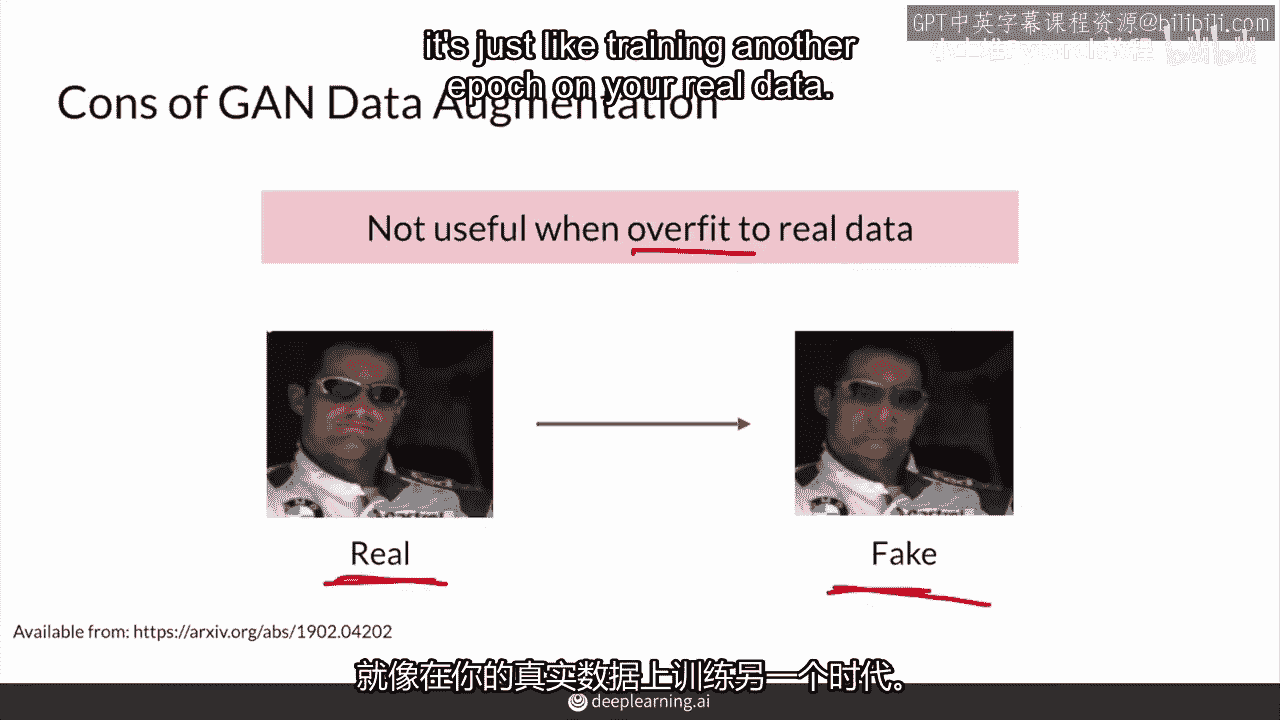 GPT中英字幕课程资源@bilibili.com
it's just like training another
epoch on your real data.
Cons of GAN Data Augmentation
Not useful when overfit to real data
Real
Fake
Available from: https://arxiv.org/abs/1902.04202
就像在你的真实数据上训练另一个时代。
deeplearning.ai